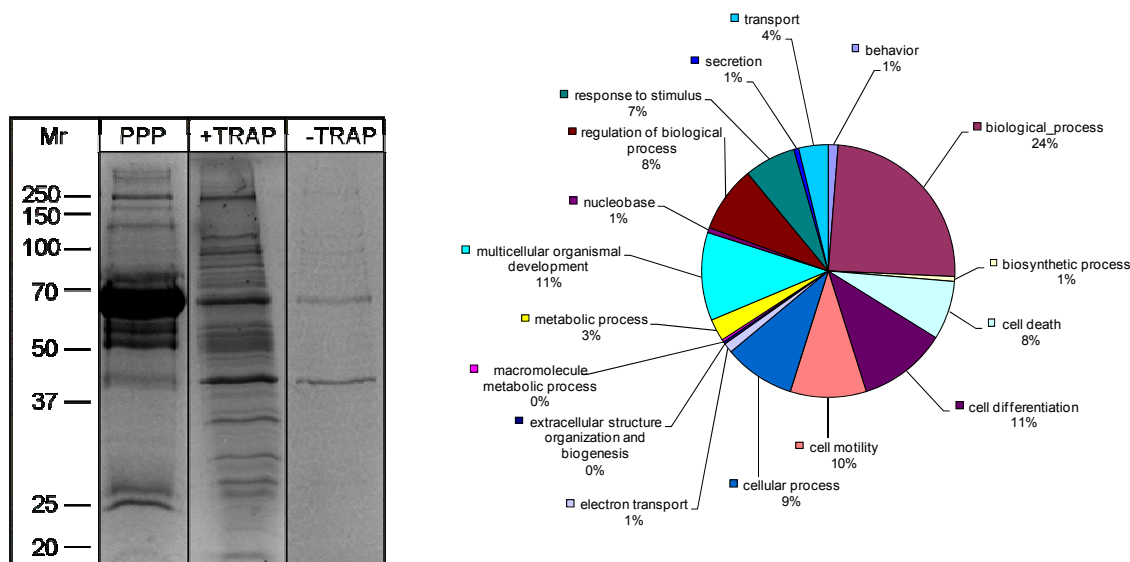 Mr PPP +TRAP -TRAP
250
150
100
70
50
37
25
20
transport
4%
behavior
1%
secretion
1%
response to stimulus
7%
regulation of biological
process
8%
nucleobase
1%
multicellular organismal
development
11%
metabolic process
3%
macromolecule
metabolic process
0%
extracellular structure
organization and
biogenesis
0%
electron transport
1%
cellular process
9%
cell motility
10%
cell differentiation
11%
cell death
8%
biosynthetic process
1%
biological_process
24%